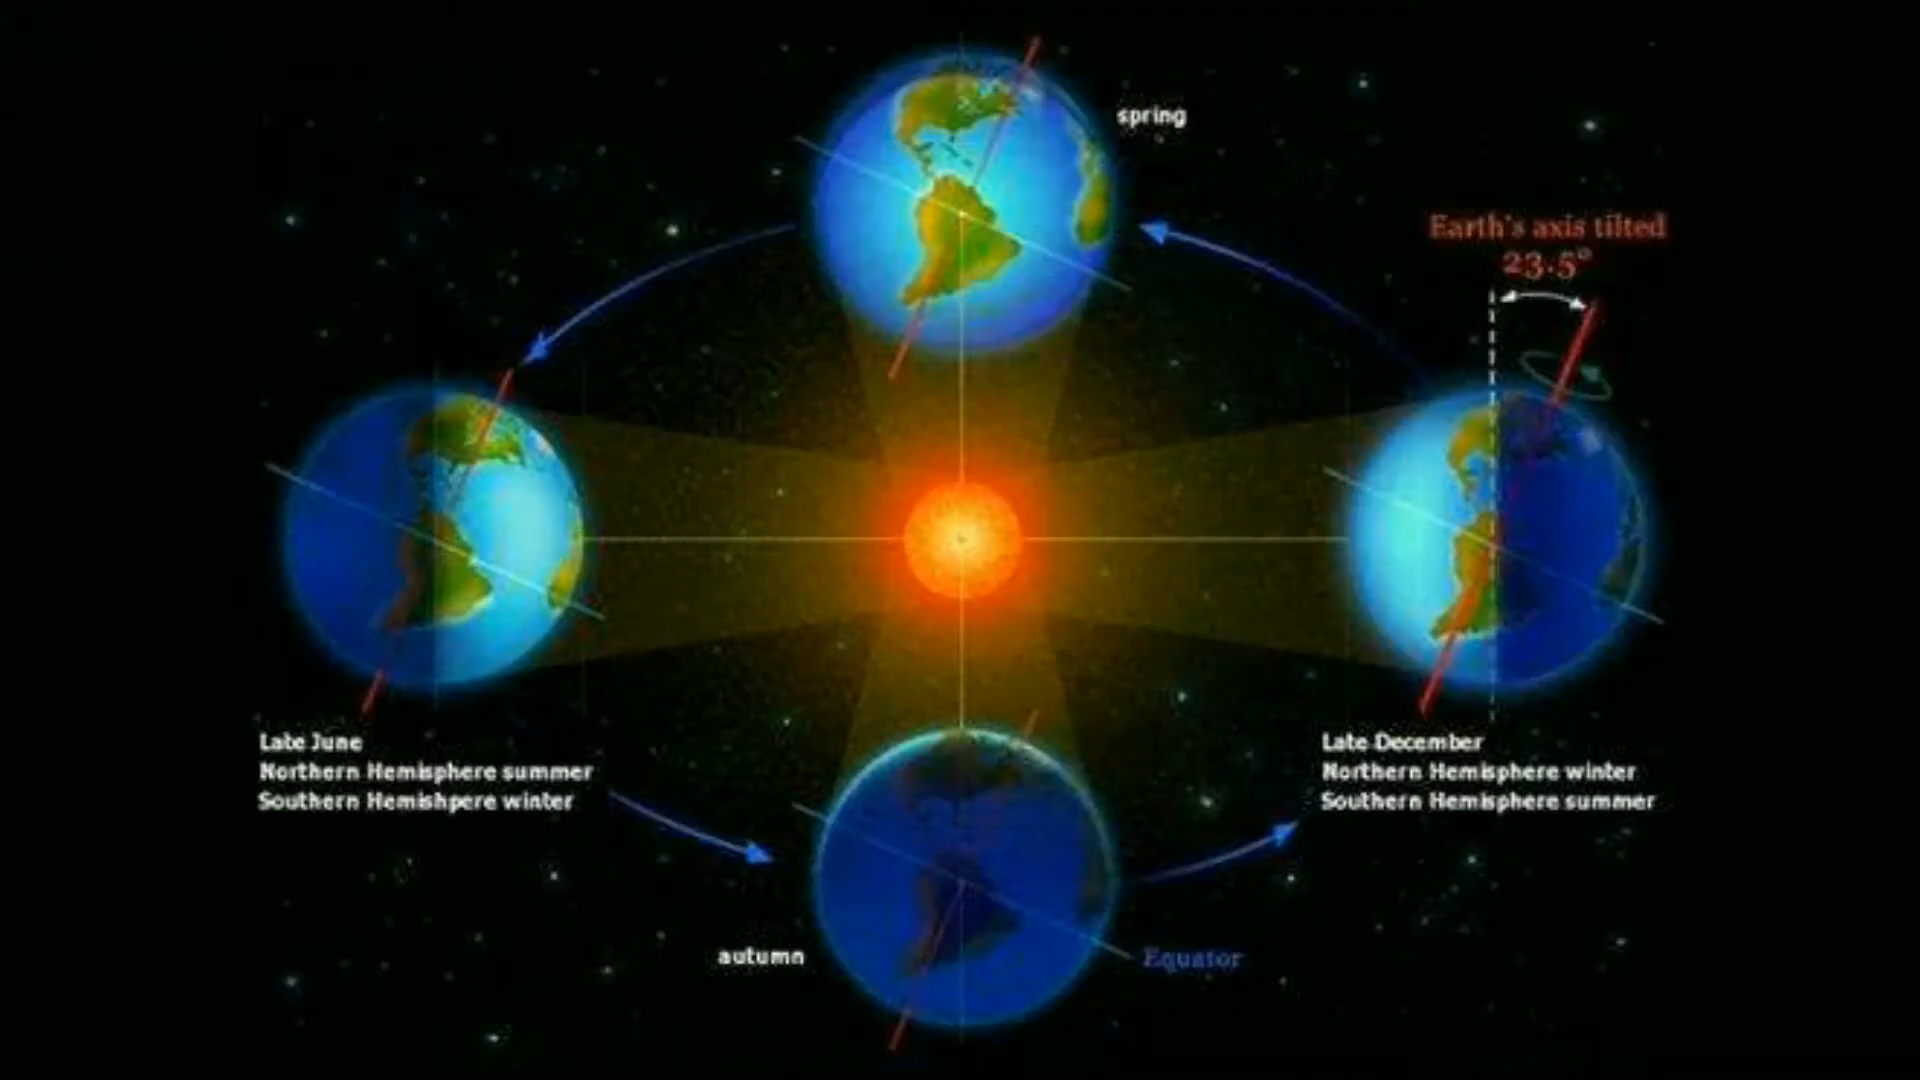 spring
Earth's axis tilted
23.5°
Late June
Northern Hemisphere summer
Southern Hemishpere winter
Late December
Northern Hemisphere winter
Southern Hemisphere summer
autumn
Equator